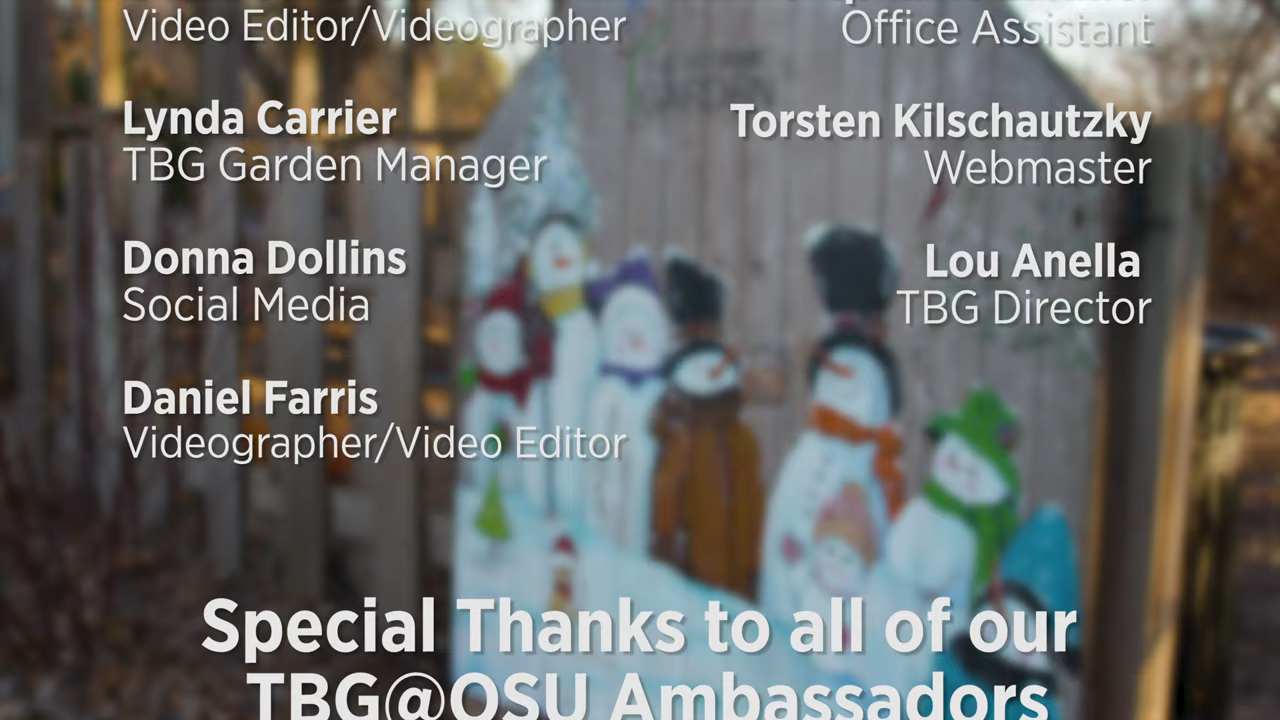 Video Editor/Videographer
Office Assistant
Lynda Carrier
TBG Garden Manager
Torsten Kilschautzky
Webmaster
Donna Dollins
Social Media
Lou Anella
TBG Director
Daniel Farris
Videographer/Video Editor
Special Thanks to all of our
TBG@OSU Ambassadors